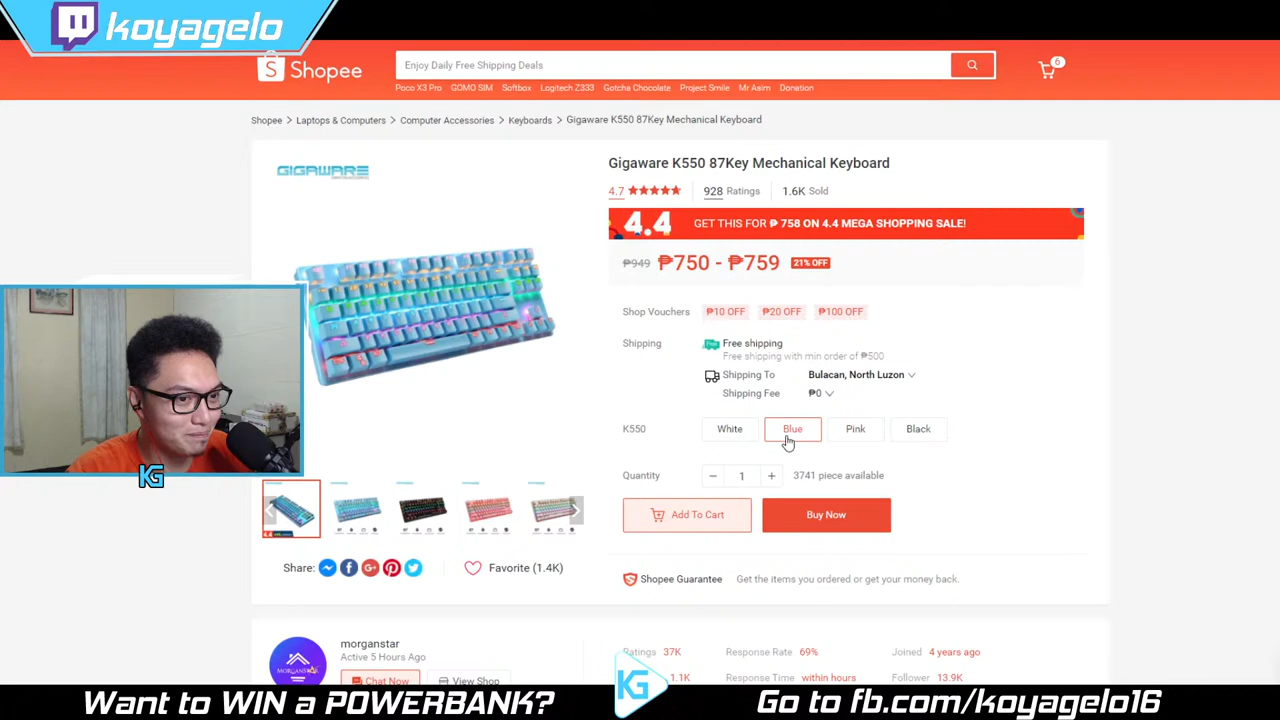 koyagelo
Shopee
Enjoy Daily Free Shipping Deals
6
Poco X3 Pro GOMO SIM Softbox Logitech Z333 Gotcha Chocolate Project Smile Mr Asim Donation
Shopee > Laptops & Computers > Computer Accessories > Keyboards > Gigaware K550 87Key Mechanical Keyboard
GIGAWARE
Gigaware K550 87Key Mechanical Keyboard
4.7 928 Ratings 1.6K Sold
4.4 GET THIS FOR ₱ 758 ON 4.4 MEGA SHOPPING SALE!
₱949 ₱750 - ₱759 21% OFF
Shop Vouchers ₱10 OFF ₱20 OFF ₱100 OFF
Shipping Free shipping
Free shipping with min order of ₱500
Shipping To Bulacan, North Luzon
Shipping Fee ₱0
K550 White Blue Pink Black
Quantity 1 3741 piece available
Add To Cart Buy Now
KG
Share: Favorite (1.4K)
Shopee Guarantee Get the items you ordered or get your money back.
morganstar
Active 5 Hours Ago
Chat Now View Shop
Ratings 37K Response Rate 69% Joined 4 years ago
1.1K Response Time within hours Follower 13.9K
KG
Want to WIN a POWERBANK? Go to fb.com/koyagelo16